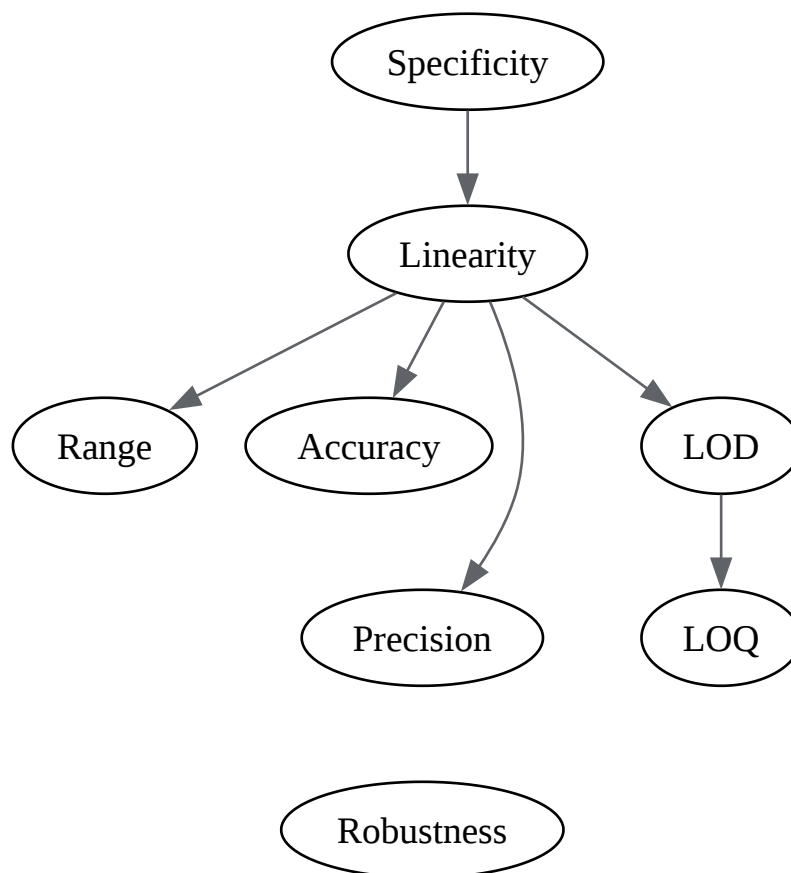 Specificity
Linearity
Range
Accuracy
LOD
Precision
LOQ
Robustness